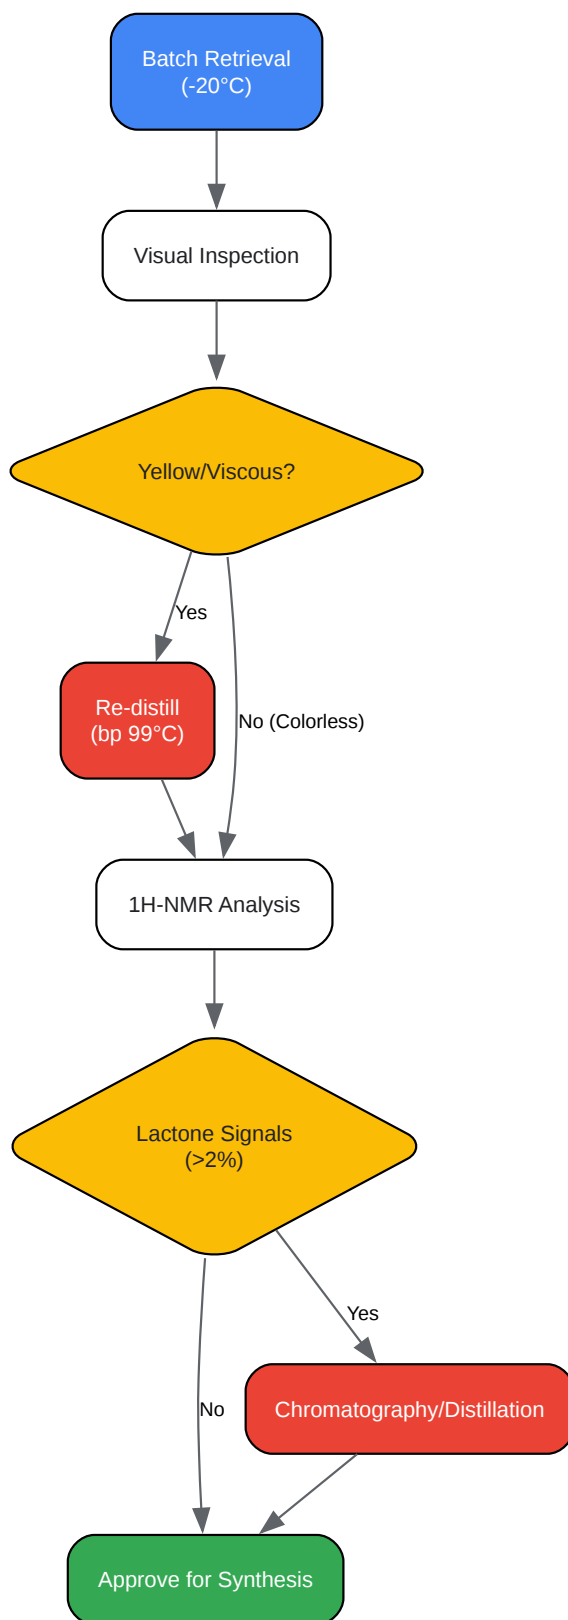 Batch Retrieval
(-20°C)
Visual Inspection
Yellow/Viscous?
Yes
Re-distill
(bp 99°C)
No (Colorless)
1H-NMR Analysis
Lactone Signals
(>2%)
Yes
No
Chromatography/Distillation
Approve for Synthesis